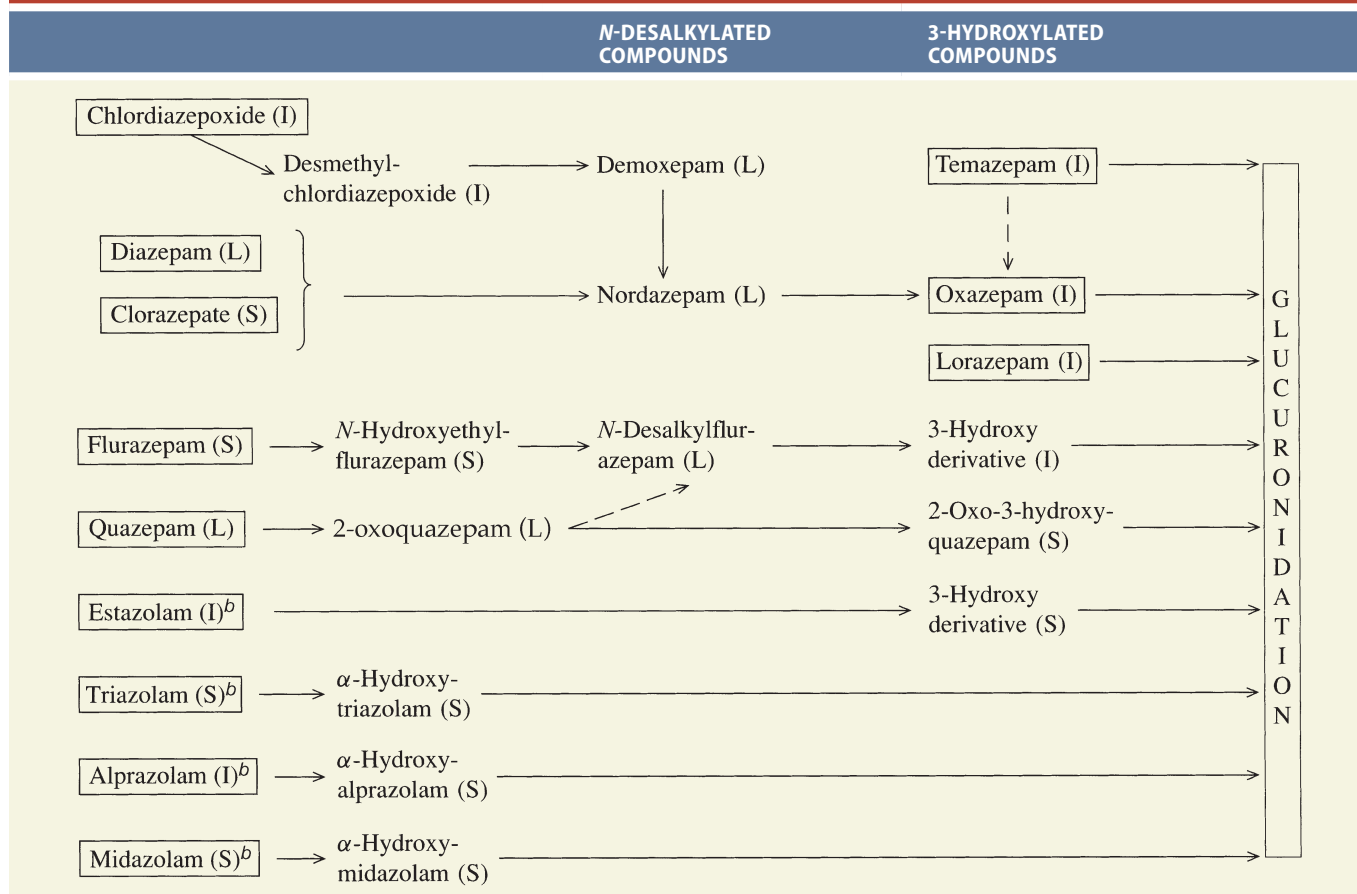 N-DESALKYLATED
COMPOUNDS
3-HYDROXYLATED
COMPOUNDS
Chlordiazepoxide (I)
Desmethyl-
chlordiazepoxide (I)
Demoxepam (L)
Temazepam (I)
Diazepam (L)
Clorazepate (S)
Nordazepam (L)
Oxazepam (I)
Lorazepam (I)
Flurazepam (S)
N-Hydroxyethyl-
flurazepam (S)
N-Desalkylflur-
azepam (L)
3-Hydroxy
derivative (I)
Quazepam (L)
2-oxoquazepam (L)
2-Oxo-3-hydroxy-
quazepam (S)
Estazolam (I)b
3-Hydroxy
derivative (S)
Triazolam (S)b
α-Hydroxy-
triazolam (S)
Alprazolam (I)b
α-Hydroxy-
alprazolam (S)
Midazolam (S)b
α-Hydroxy-
midazolam (S)
GLUCURONIDATION